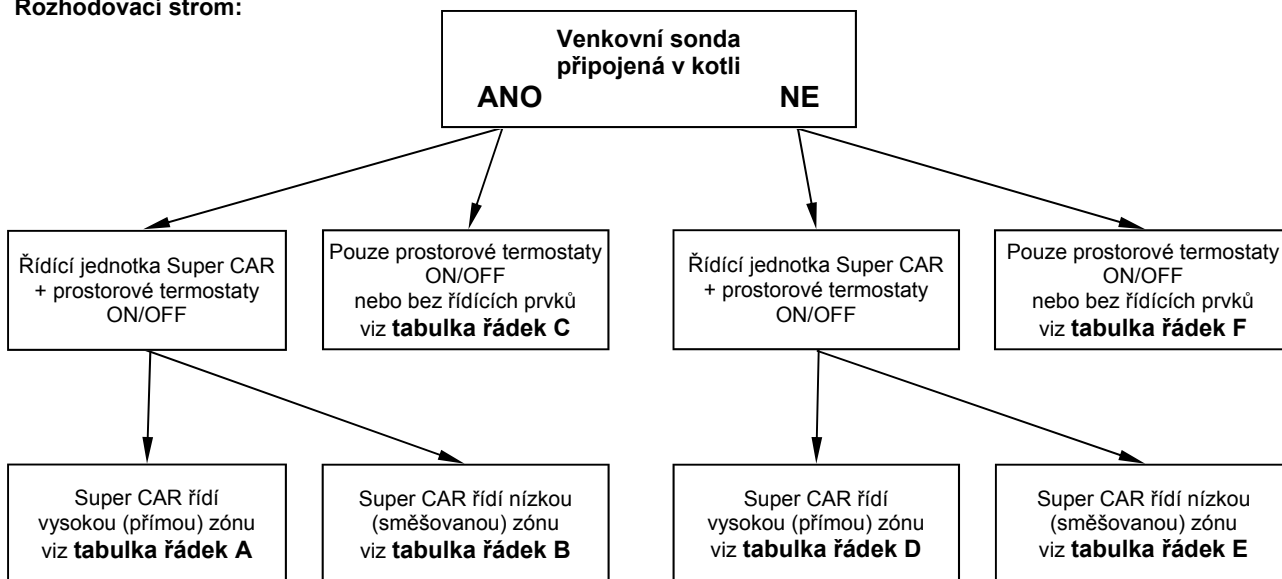 Rozhodovací strom:
Venkovní sonda
připojená v kotli
ANO NE
Řídící jednotka Super CAR
+ prostorové termostaty
ON/OFF
Pouze prostorové termostaty
ON/OFF
nebo bez řídících prvků
viz tabulka řádek C
Řídící jednotka Super CAR
+ prostorové termostaty
ON/OFF
Pouze prostorové termostaty
ON/OFF
nebo bez řídících prvků
viz tabulka řádek F
Super CAR řídí
vysokou (přímou) zónu
viz tabulka řádek A
Super CAR řídí nízkou
(směšovanou) zónu
viz tabulka řádek B
Super CAR řídí
vysokou (přímou) zónu
viz tabulka řádek D
Super CAR řídí nízkou
(směšovanou) zónu
viz tabulka řádek E